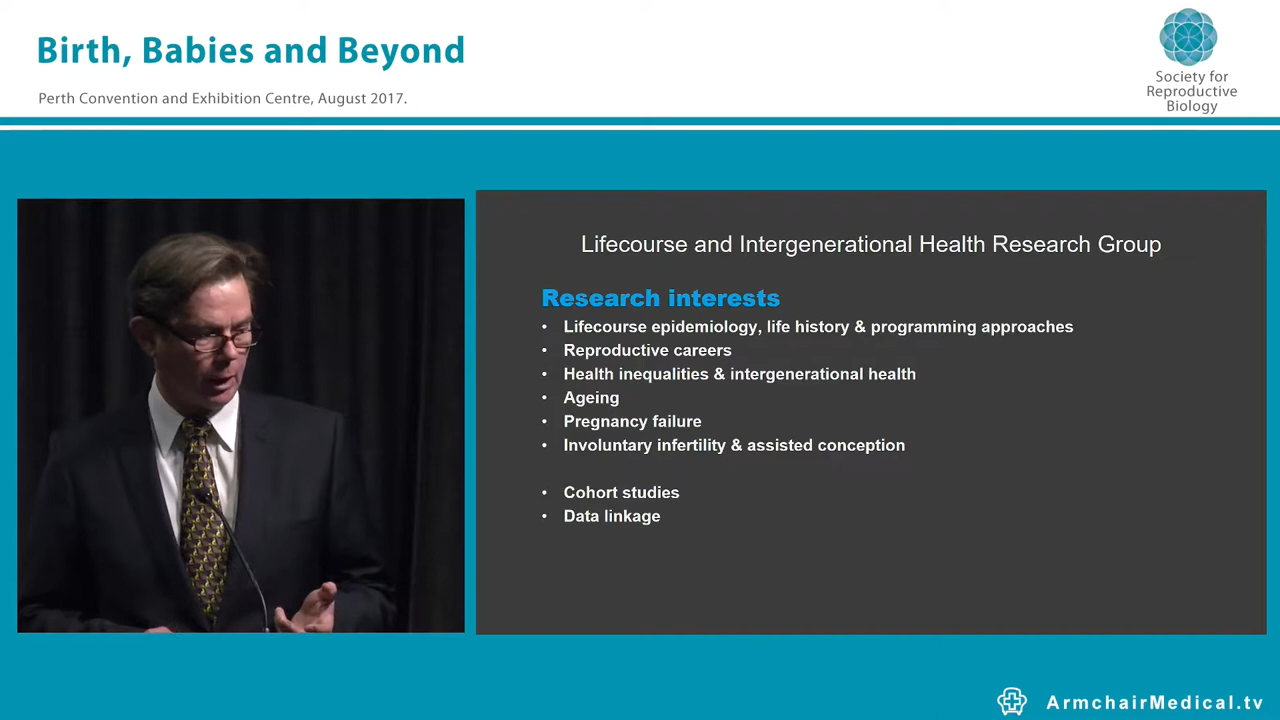 Birth, Babies and Beyond
Perth Convention and Exhibition Centre, August 2017.
Society for
Reproductive
Biology
Lifecourse and Intergenerational Health Research Group
Research interests
• Lifecourse epidemiology, life history & programming approaches
• Reproductive careers
• Health inequalities & intergenerational health
• Ageing
• Pregnancy failure
• Involuntary infertility & assisted conception
• Cohort studies
• Data linkage
ArmchairMedical.tv